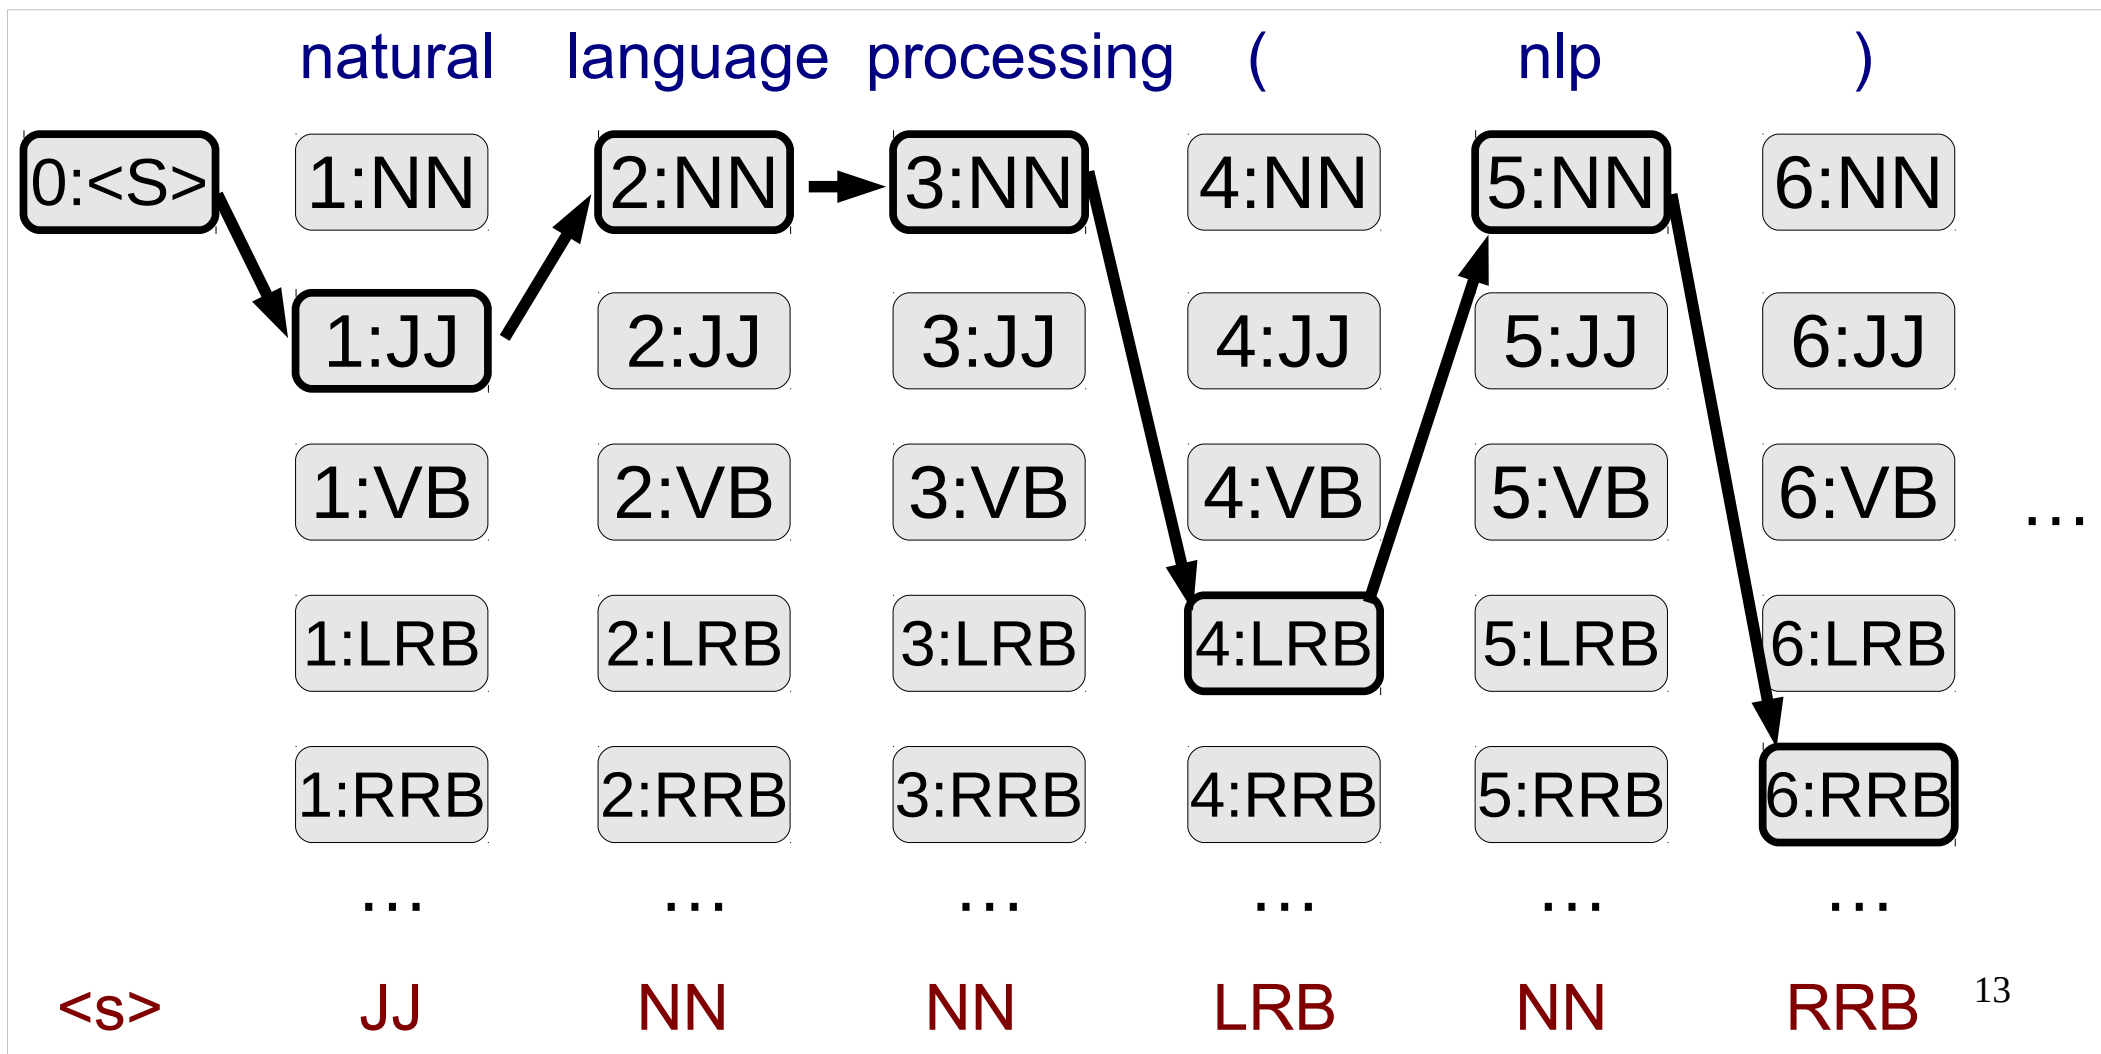 natural language processing ( nlp )
0:<S> 1:NN 2:NN 3:NN 4:NN 5:NN 6:NN
1:JJ 2:JJ 3:JJ 4:JJ 5:JJ 6:JJ
1:VB 2:VB 3:VB 4:VB 5:VB 6:VB …
1:LRB 2:LRB 3:LRB 4:LRB 5:LRB 6:LRB
1:RRB 2:RRB 3:RRB 4:RRB 5:RRB 6:RRB
… … … … … …
<s> JJ NN NN LRB NN RRB 13